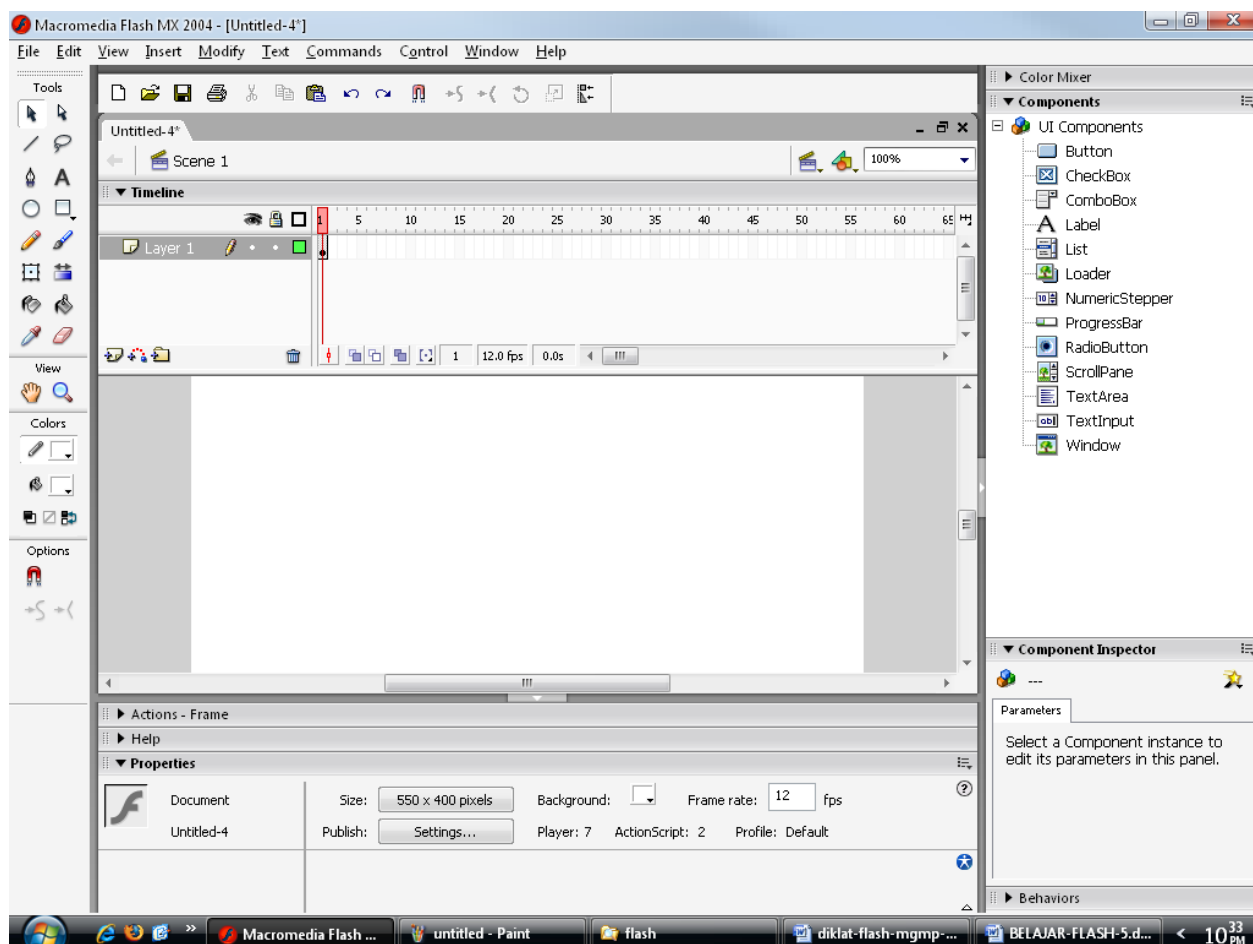 Macromedia Flash MX 2004 - [Untitled-4*]
File Edit View Insert Modify Text Commands Control Window Help
Tools
View
Colors
Options
Untitled-4*
Scene 1
100%
Timeline
1 5 10 15 20 25 30 35 40 45 50 55 60 65
Layer 1
1 12.0 fps 0.0s
Actions - Frame
Help
Properties
Document
Untitled-4
Size: 550 x 400 pixels Background: Frame rate: 12 fps
Publish: Settings... Player: 7 ActionScript: 2 Profile: Default
Color Mixer
Components
UI Components
Button
CheckBox
ComboBox
Label
List
Loader
NumericStepper
ProgressBar
RadioButton
ScrollPane
TextArea
TextInput
Window
Component Inspector
---
Parameters
Select a Component instance to
edit its parameters in this panel.
Behaviors
Macromedia Flash ... untitled - Paint flash diklat-flash-mgmp-... BELAJAR-FLASH-5.d... 10 33 PM